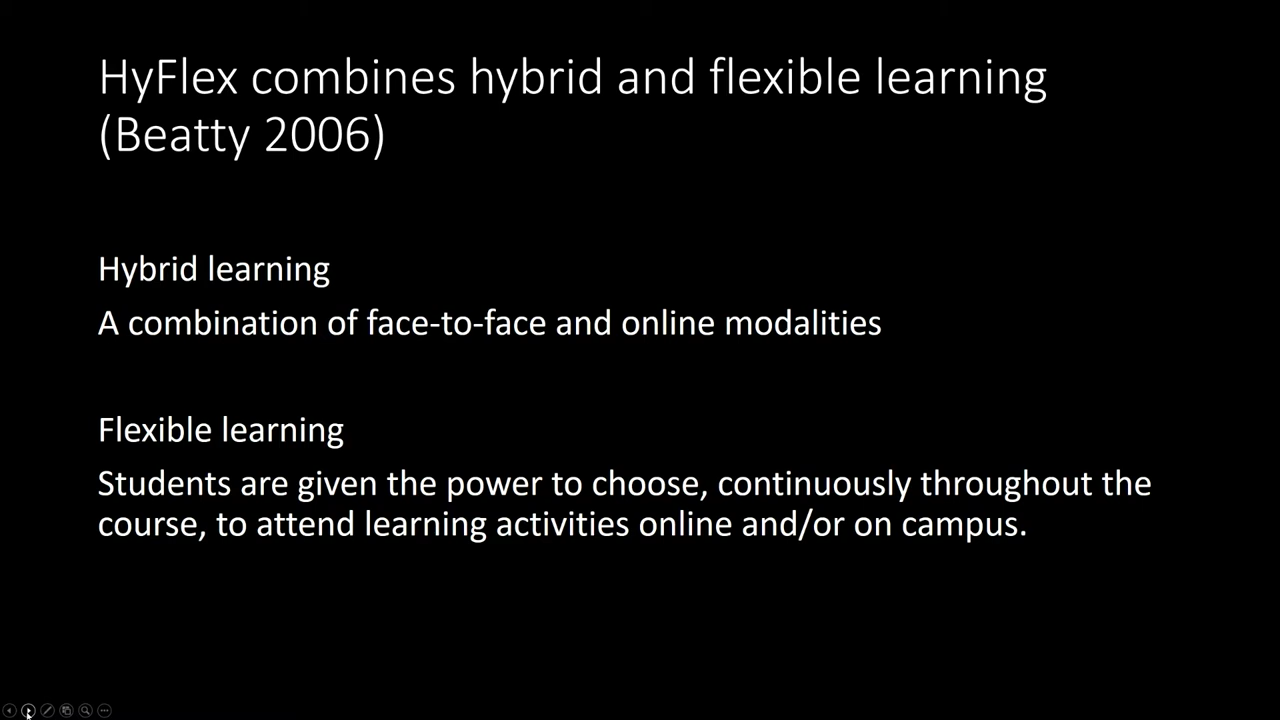 HyFlex combines hybrid and flexible learning
(Beatty 2006)
Hybrid learning
A combination of face-to-face and online modalities
Flexible learning
Students are given the power to choose, continuously throughout the
course, to attend learning activities online and/or on campus.